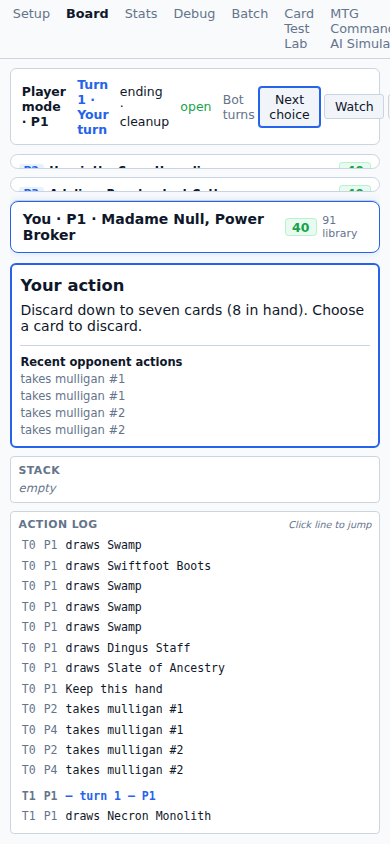 Setup Board Stats Debug Batch Card Test Lab MTG
Player mode · P1 Turn 1 · Your turn ending · cleanup open Bot turns Next choice Watch
40
40
You · P1 · Madame Null, Power Broker 40 91 library
Your action
Discard down to seven cards (8 in hand). Choose
a card to discard.
Recent opponent actions
takes mulligan #1
takes mulligan #1
takes mulligan #2
takes mulligan #2
STACK
empty
ACTION LOG Click line to jump
T0 P1 draws Swamp
T0 P1 draws Swiftfoot Boots
T0 P1 draws Swamp
T0 P1 draws Swamp
T0 P1 draws Swamp
T0 P1 draws Dingus Staff
T0 P1 draws Slate of Ancestry
T0 P1 Keep this hand
T0 P2 takes mulligan #1
T0 P4 takes mulligan #1
T0 P2 takes mulligan #2
T0 P4 takes mulligan #2
T1 P1 — turn 1 — P1
T1 P1 draws Necron Monolith